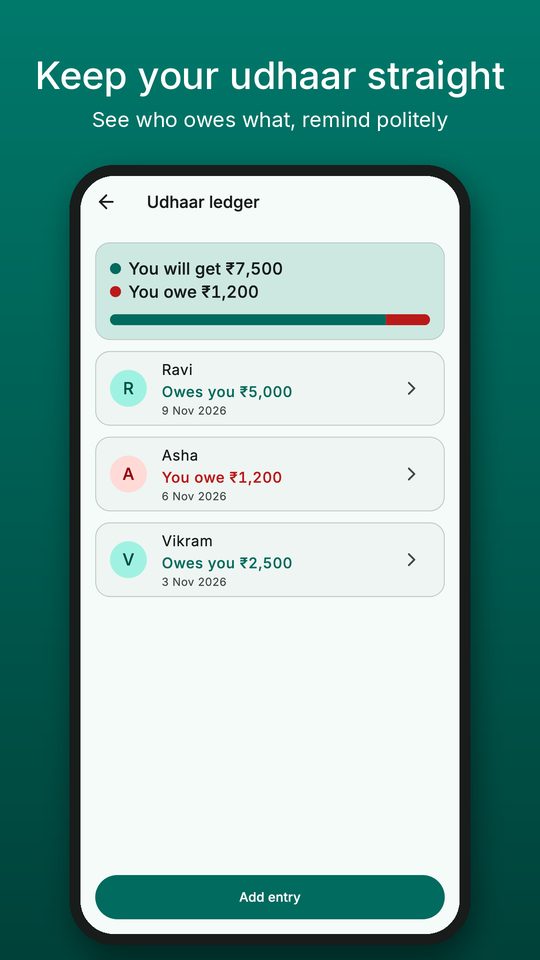 Keep your udhaar straight
See who owes what, remind politely
Udhaar ledger
You will get ₹7,500
You owe ₹1,200
R
Ravi
Owes you ₹5,000
9 Nov 2026
A
Asha
You owe ₹1,200
6 Nov 2026
V
Vikram
Owes you ₹2,500
3 Nov 2026
Add entry